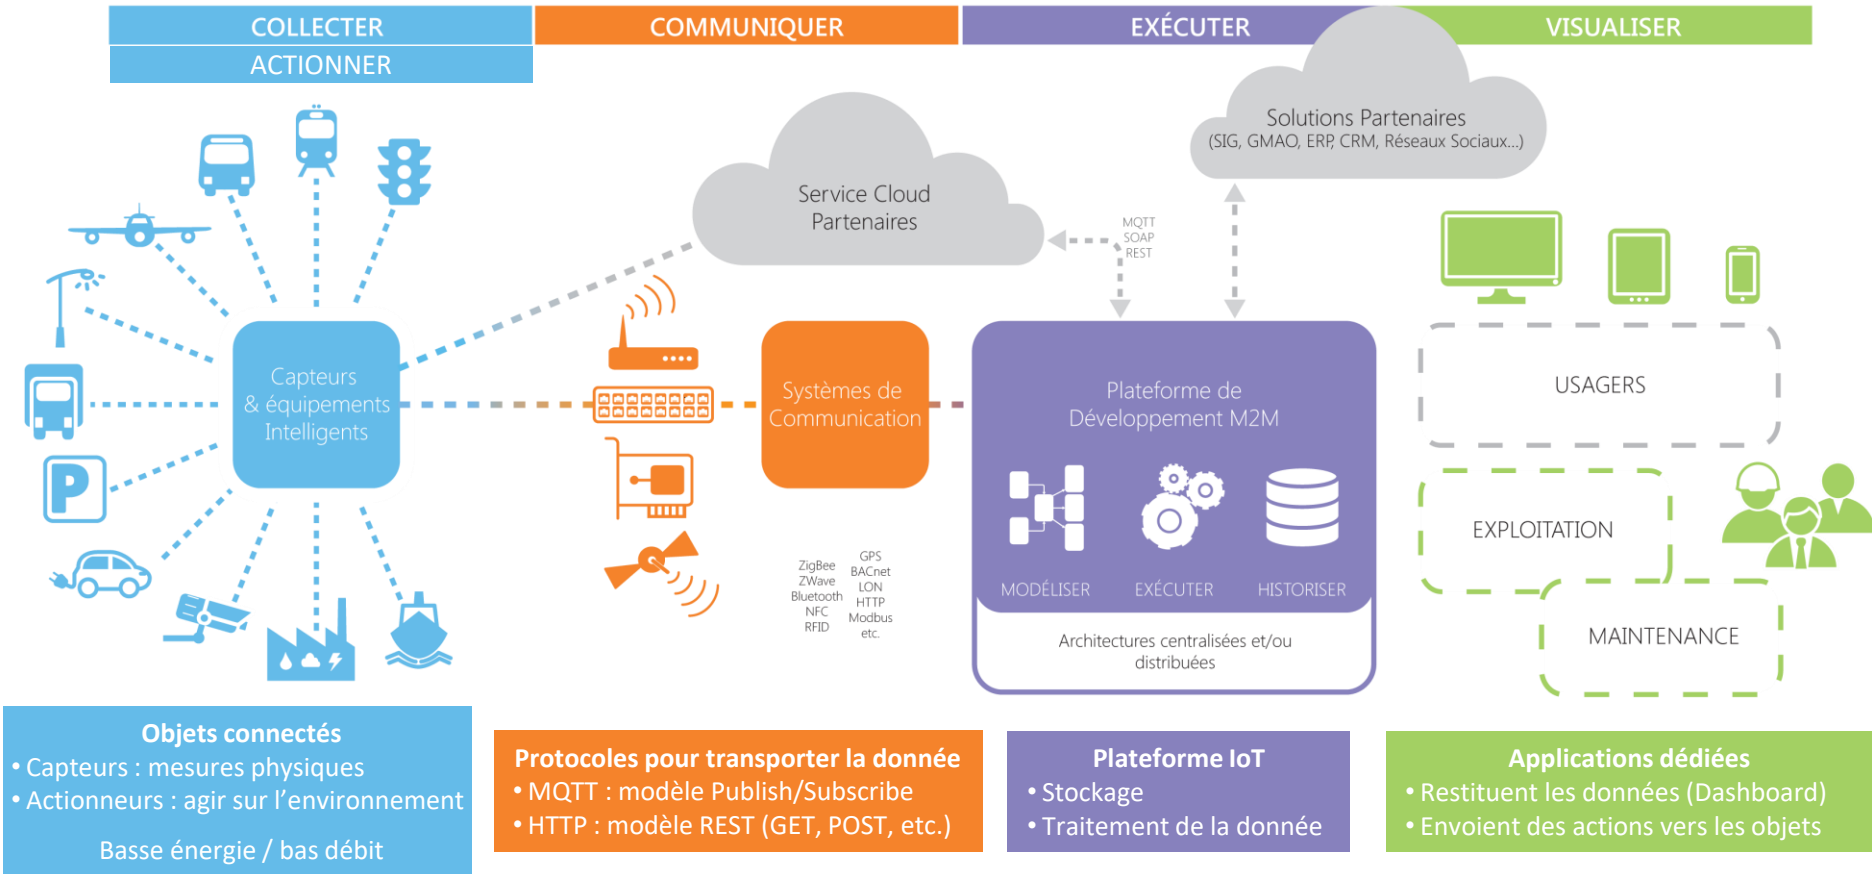 COLLECTER
ACTIONNER
COMMUNIQUER
EXÉCUTER
VISUALISER
Solutions Partenaires
(SIG, GMAO, ERP, CRM, Réseaux Sociaux...)
Service Cloud
Partenaires
MQTT
SOAP
REST
Capteurs
& équipements
Intelligents
P
Systèmes de
Communication
ZigBee
ZWave
Bluetooth
NFC
RFID
GPS
BACnet
LON
HTTP
Modbus
etc.
Plateforme de
Développement M2M
MODÉLISER
EXÉCUTER
HISTORISER
Architectures centralisées et/ou
distribuées
USAGERS
EXPLOITATION
MAINTENANCE
Objets connectés
• Capteurs : mesures physiques
• Actionneurs : agir sur l'environnement
Basse énergie / bas débit
Protocoles pour transporter la donnée
• MQTT : modèle Publish/Subscribe
• HTTP : modèle REST (GET, POST, etc.)
Plateforme IoT
• Stockage
• Traitement de la donnée
Applications dédiées
• Restituent les données (Dashboard)
• Envoient des actions vers les objets